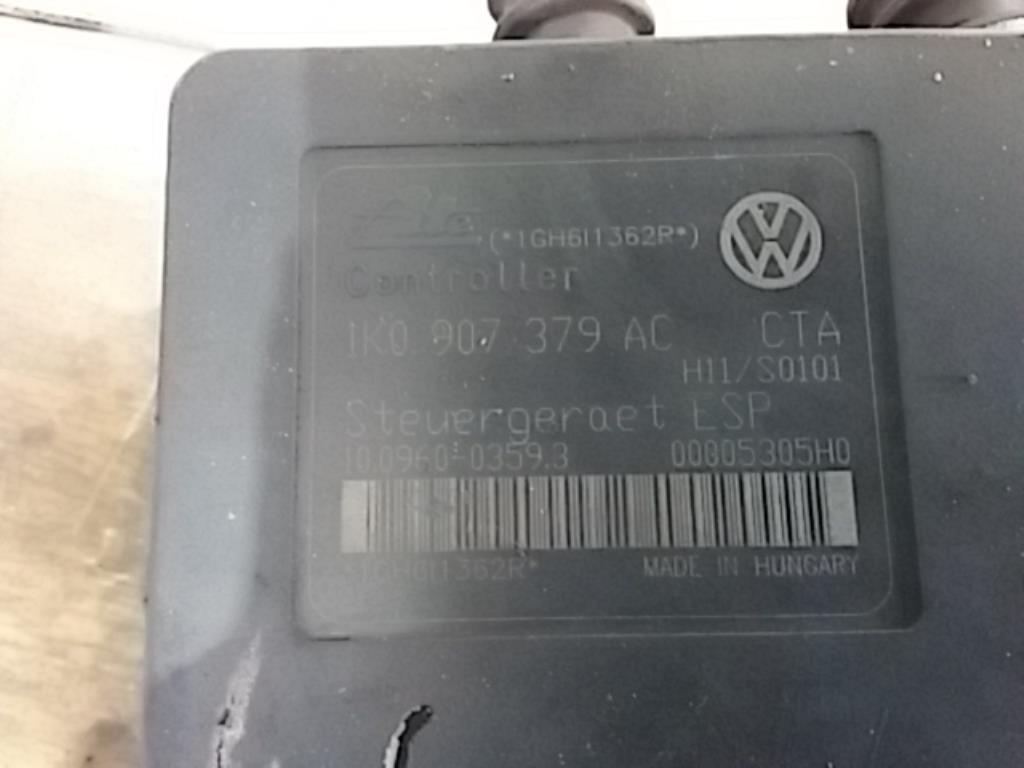 Ate (*1GH6I1362R*)
Controller
1K0 907 379 AC CTA
H11/S0101
Steuergeraet ESP
10.0960-0359.3 00005305H0
*1GH6I1362R* MADE IN HUNGARY